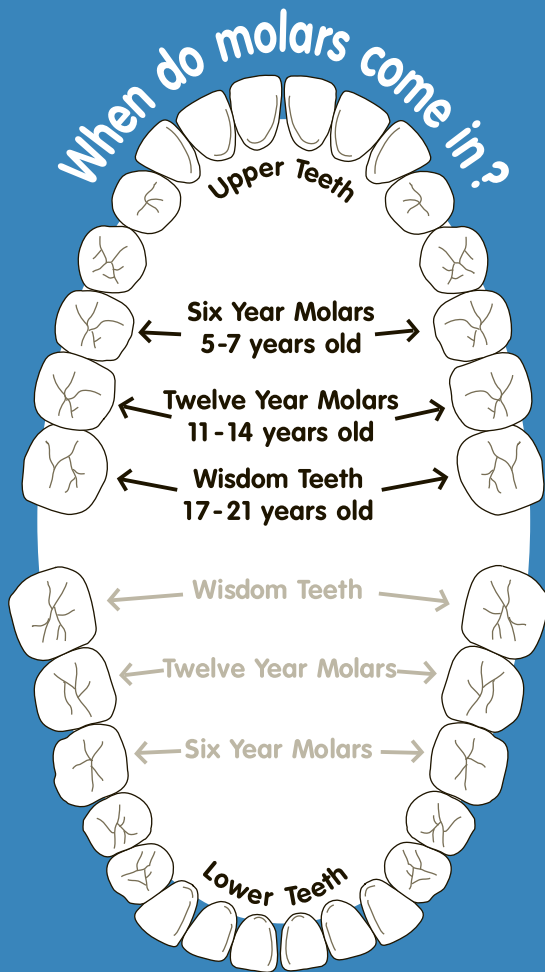 When do molars come in?
Upper Teeth
Six Year Molars
5-7 years old
Twelve Year Molars
11-14 years old
Wisdom Teeth
17-21 years old
Wisdom Teeth
Twelve Year Molars
Six Year Molars
Lower Teeth